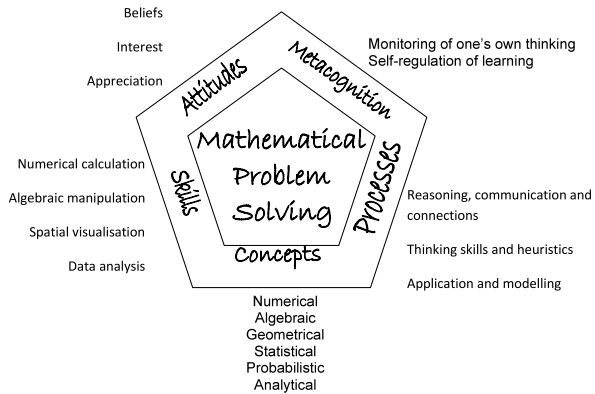 Beliefs
Interest
Appreciation
Attitudes
Metacognition
Monitoring of one's own thinking
Self-regulation of learning
Mathematical
Problem
Solving
Skills
Numerical calculation
Algebraic manipulation
Spatial visualisation
Data analysis
Processes
Reasoning, communication and
connections
Thinking skills and heuristics
Application and modelling
Concepts
Numerical
Algebraic
Geometrical
Statistical
Probabilistic
Analytical